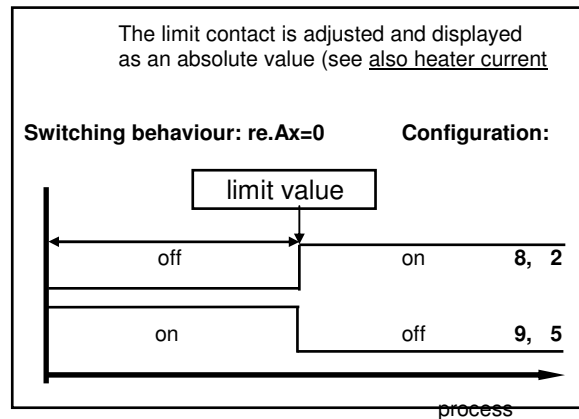 The limit contact is adjusted and displayed
as an absolute value (see also heater current
Switching behaviour: re.Ax=0 Configuration:
limit value
off on 8, 2
on off 9, 5
process